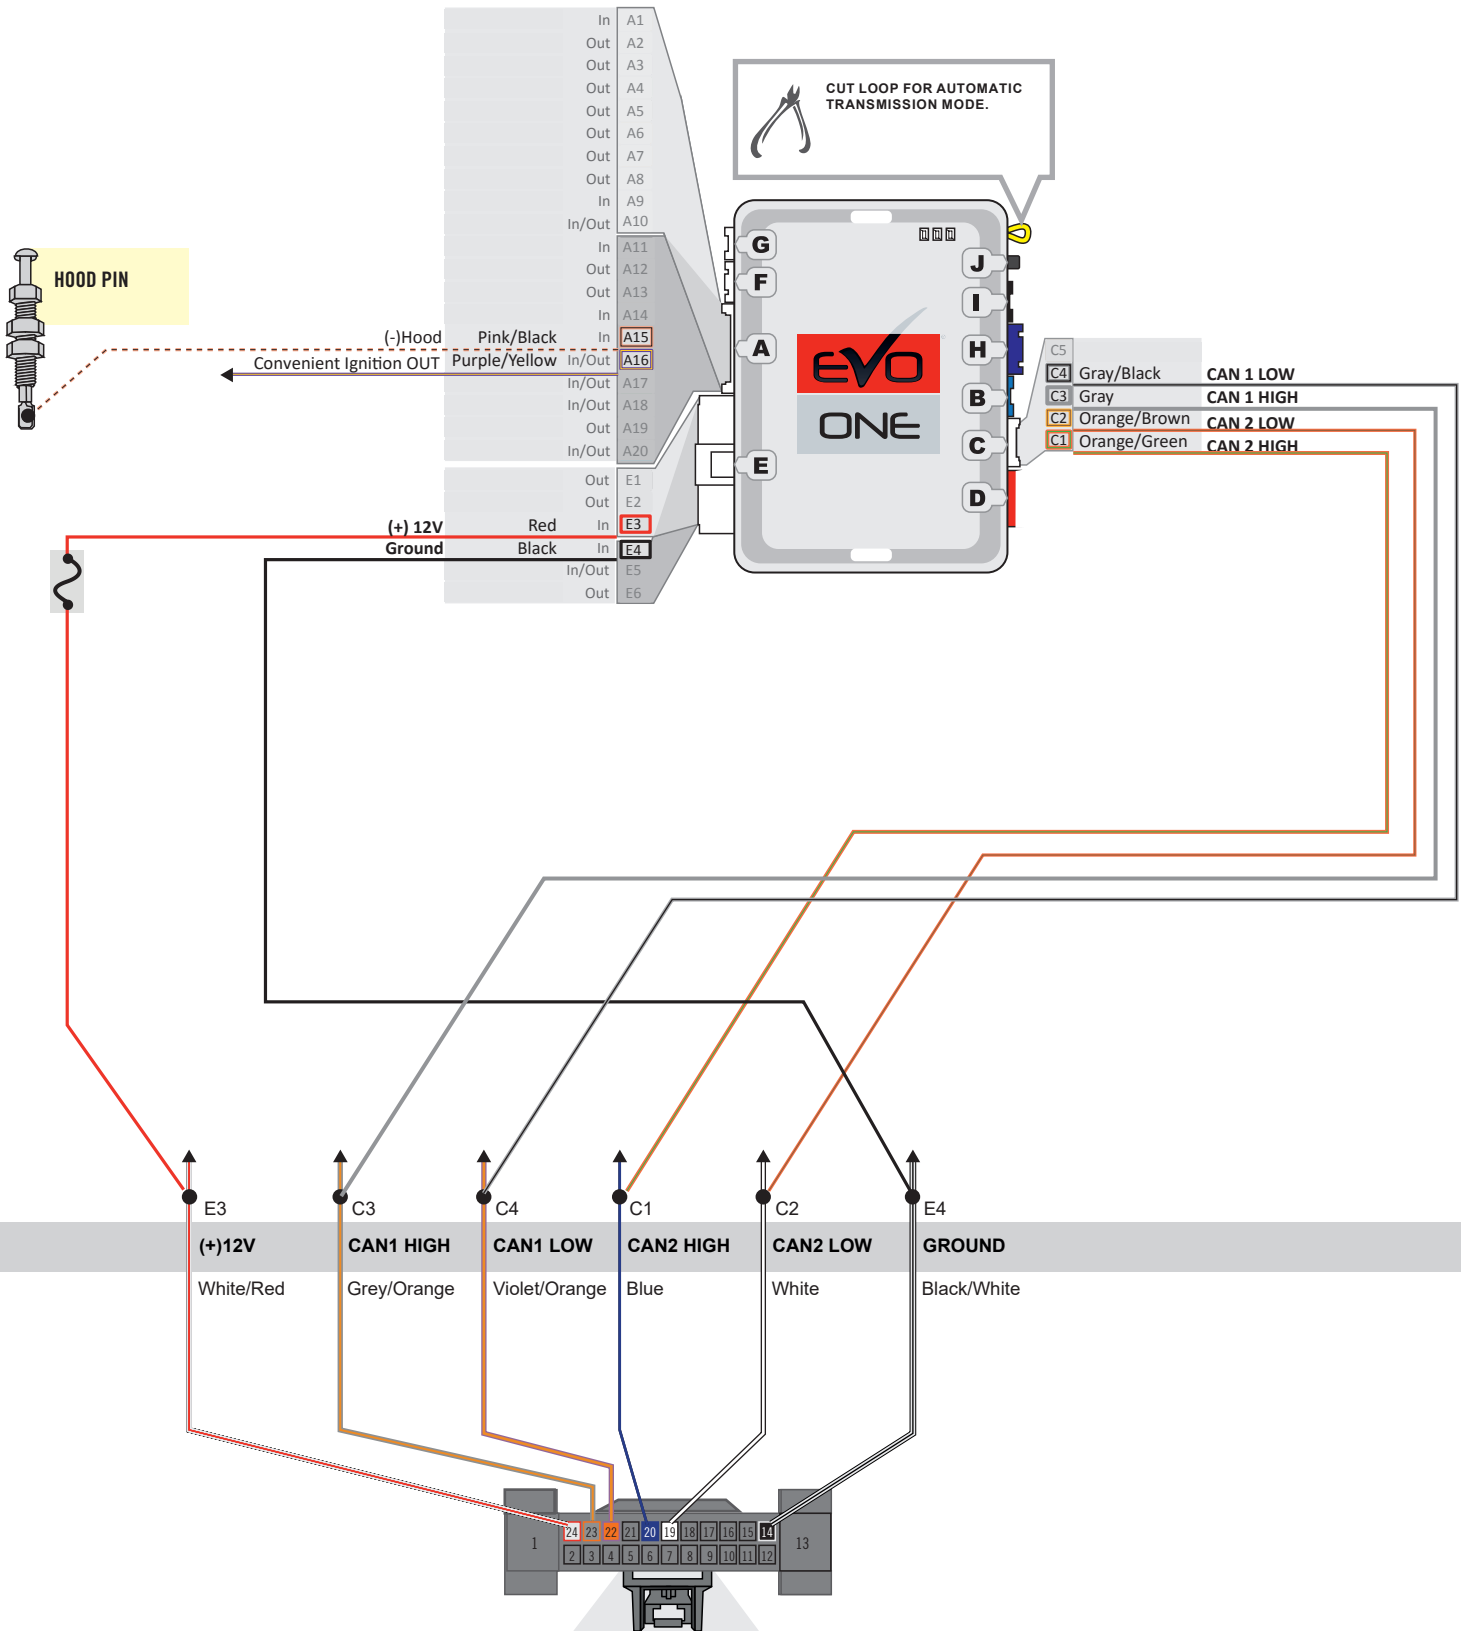 In A1
Out A2
Out A3
Out A4
Out A5
Out A6
Out A7
Out A8
In A9
In/Out A10
In A11
Out A12
Out A13
In A14
(-)Hood Pink/Black In A15
Convenient Ignition OUT Purple/Yellow In/Out A16
In/Out A17
In/Out A18
Out A19
In/Out A20
Out E1
Out E2
(+) 12V Red In E3
Ground Black In E4
In/Out E5
Out E6
HOOD PIN
CUT LOOP FOR AUTOMATIC
TRANSMISSION MODE.
G
F
A
E
J
I
H
B
C
D
EVO
ONE
C5
C4 Gray/Black CAN 1 LOW
C3 Gray CAN 1 HIGH
C2 Orange/Brown CAN 2 LOW
C1 Orange/Green CAN 2 HIGH
E3 C3 C4 C1 C2 E4
(+)12V CAN1 HIGH CAN1 LOW CAN2 HIGH CAN2 LOW GROUND
White/Red Grey/Orange Violet/Orange Blue White Black/White
24 23 22 21 20 19 18 17 16 15 14
1 13
2 3 4 5 6 7 8 9 10 11 12